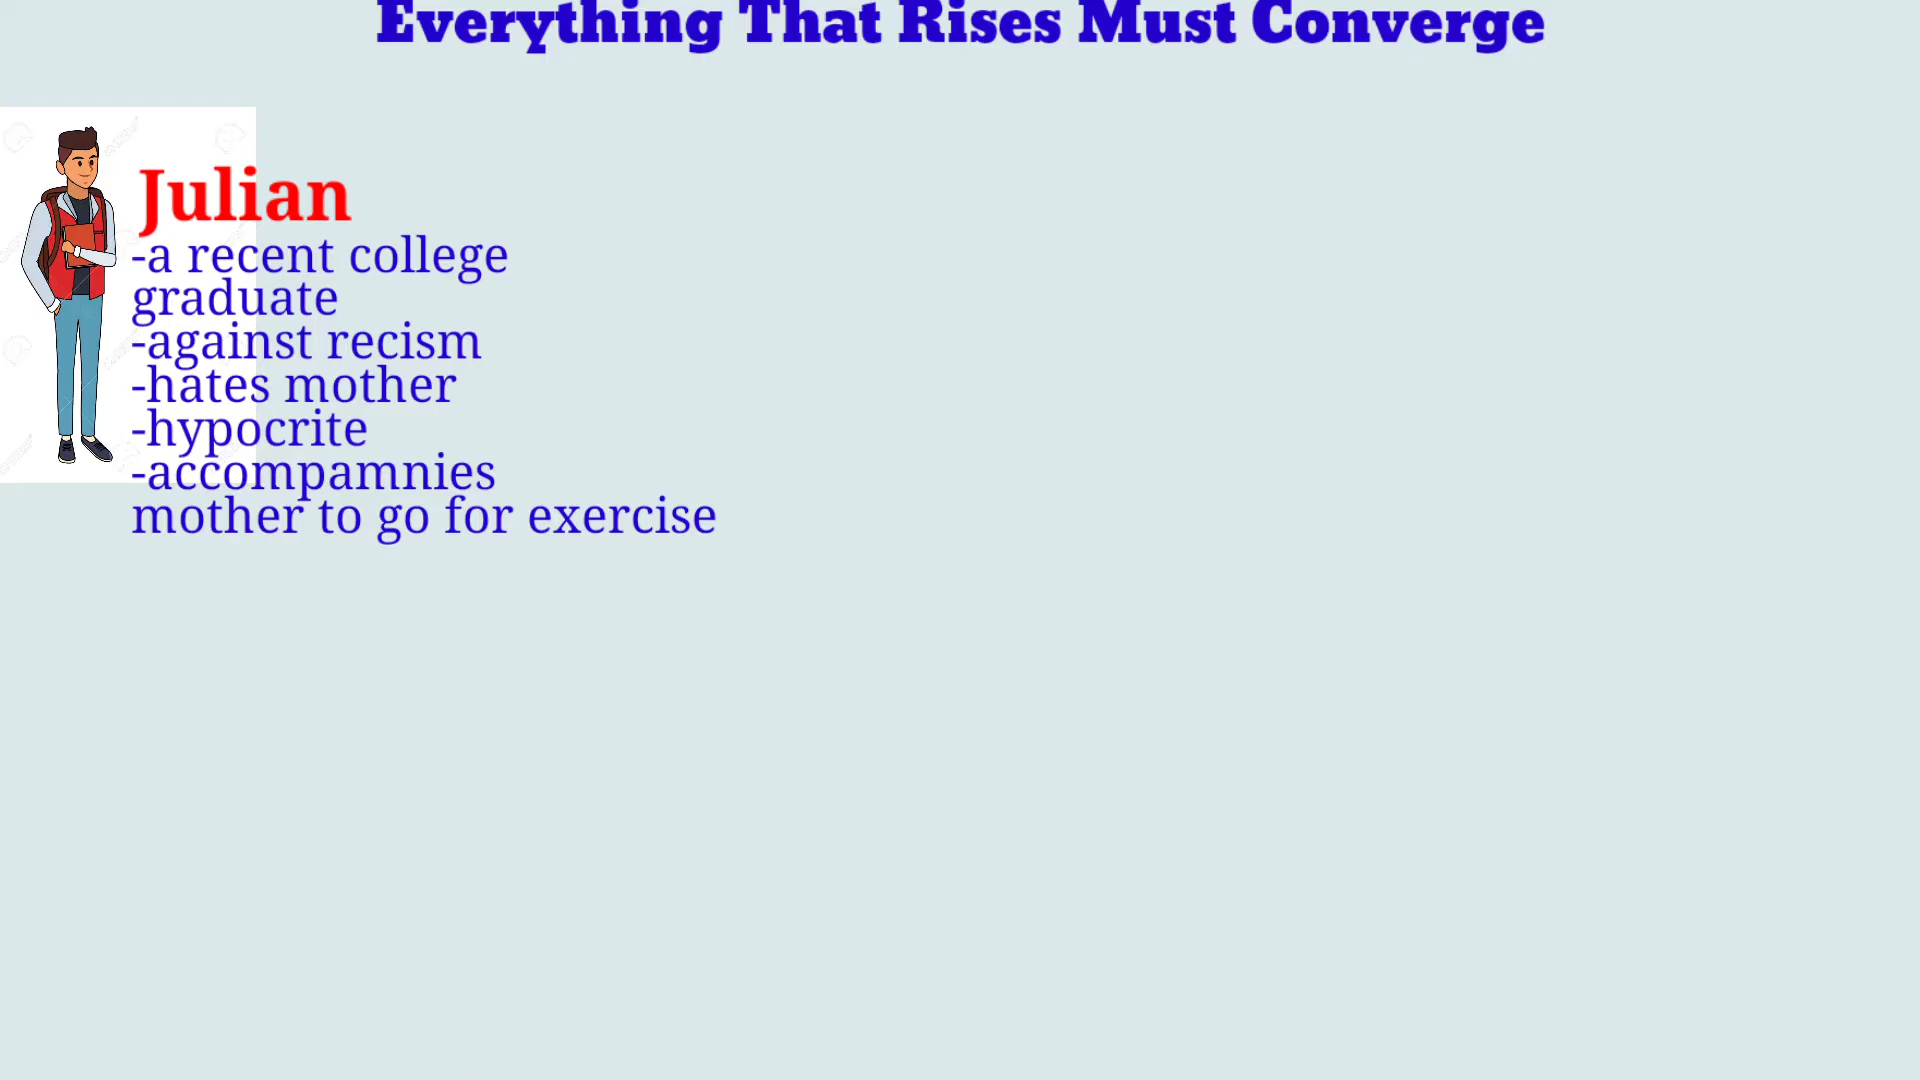 Everything That Rises Must Converge
Julian
-a recent college
graduate
-against recism
-hates mother
-hypocrite
-accompamnies
mother to go for exercise